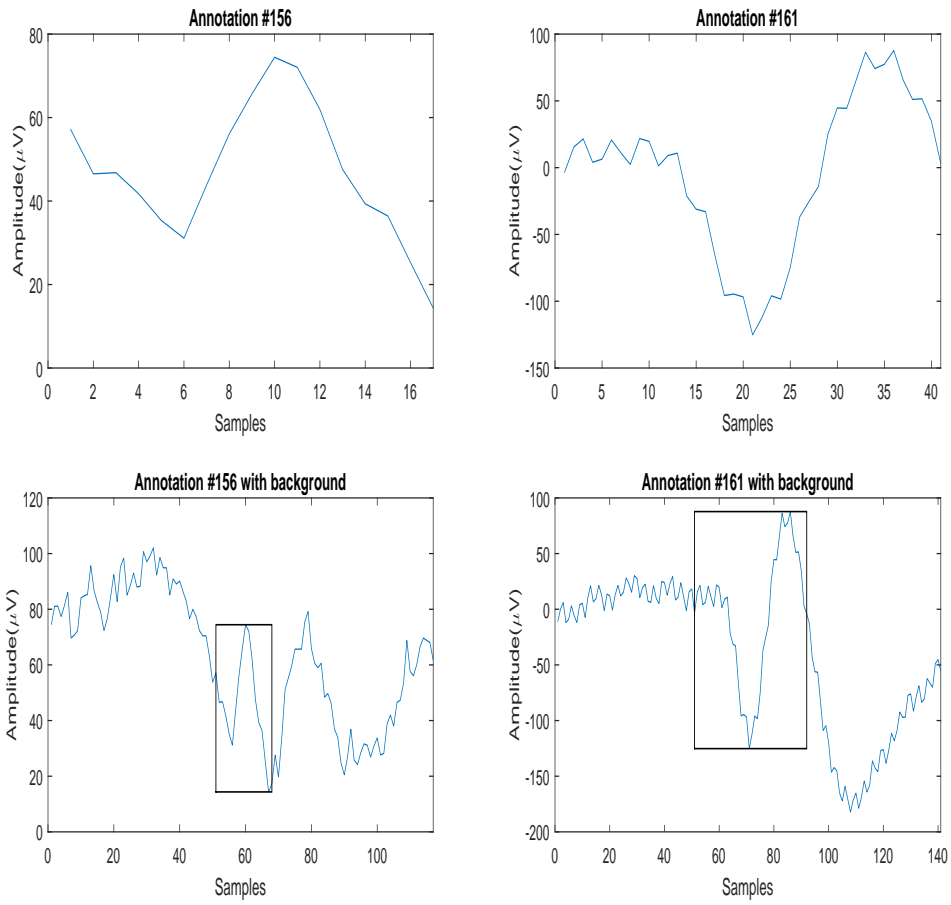 Annotation #156
80
60
40
20
0
0 2 4 6 8 10 12 14 16
Samples
Amplitude(μV)
Annotation #161
100
50
0
-50
-100
-150
0 5 10 15 20 25 30 35 40
Samples
Amplitude(μV)
Annotation #156 with background
120
100
80
60
40
20
0
0 20 40 60 80 100
Samples
Amplitude(μV)
Annotation #161 with background
100
50
0
-50
-100
-150
-200
0 20 40 60 80 100 120 140
Samples
Amplitude(μV)